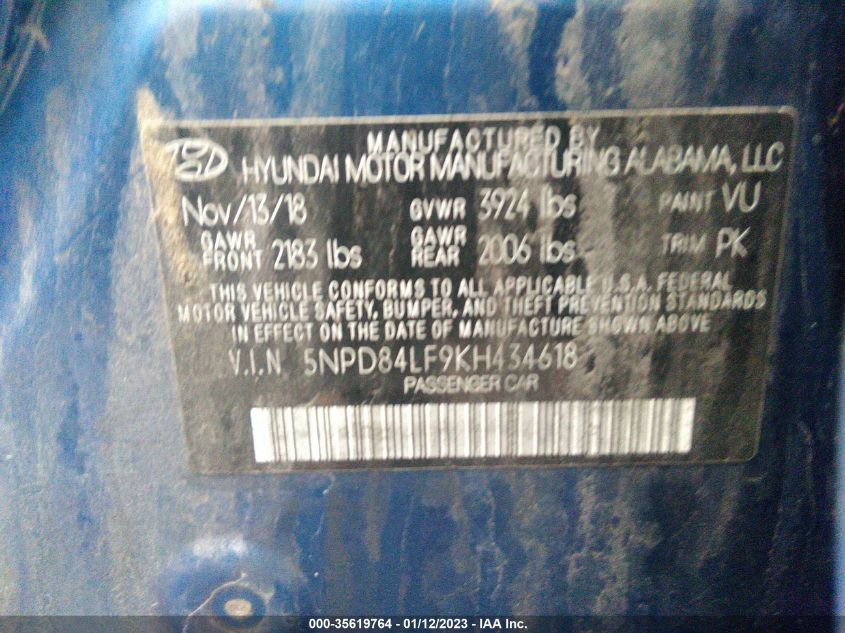 MANUFACTURED BY
HYUNDAI MOTOR MANUFACTURING ALABAMA, LLC
Nov/13/18 GVWR 3924 lbs PAINT VU
GAWR FRONT 2183 lbs GAWR REAR 2006 lbs TRIM PK
THIS VEHICLE CONFORMS TO ALL APPLICABLE U.S.A. FEDERAL
MOTOR VEHICLE SAFETY, BUMPER, AND THEFT PREVENTION STANDARDS
IN EFFECT ON THE DATE OF MANUFACTURE SHOWN ABOVE
V.I.N 5NPD84LF9KH434618
PASSENGER CAR
000-35619764 - 01/12/2023 - IAA Inc.